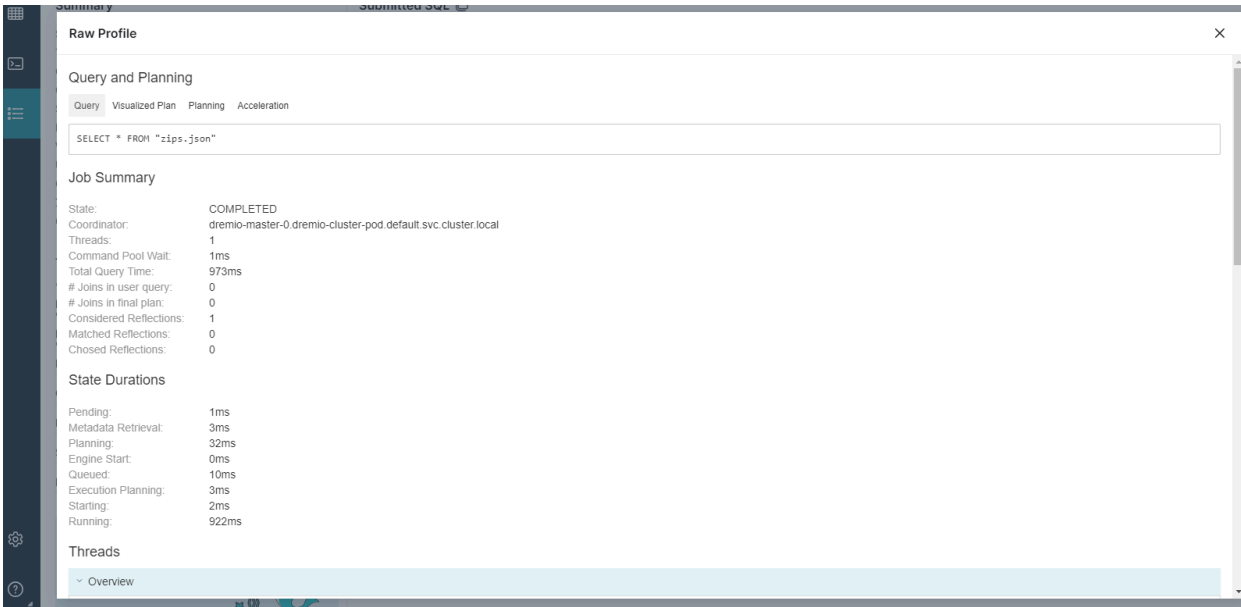 Summary
Submitted SQL
Raw Profile
Query and Planning
Query Visualized Plan Planning Acceleration
SELECT * FROM "zips.json"
Job Summary
State: COMPLETED
Coordinator: dremio-master-0.dremio-cluster-pod.default.svc.cluster.local
Threads: 1
Command Pool Wait: 1ms
Total Query Time: 973ms
# Joins in user query: 0
# Joins in final plan: 0
Considered Reflections: 1
Matched Reflections: 0
Chosed Reflections: 0
State Durations
Pending: 1ms
Metadata Retrieval: 3ms
Planning: 32ms
Engine Start: 0ms
Queued: 10ms
Execution Planning: 3ms
Starting: 2ms
Running: 922ms
Threads
Overview